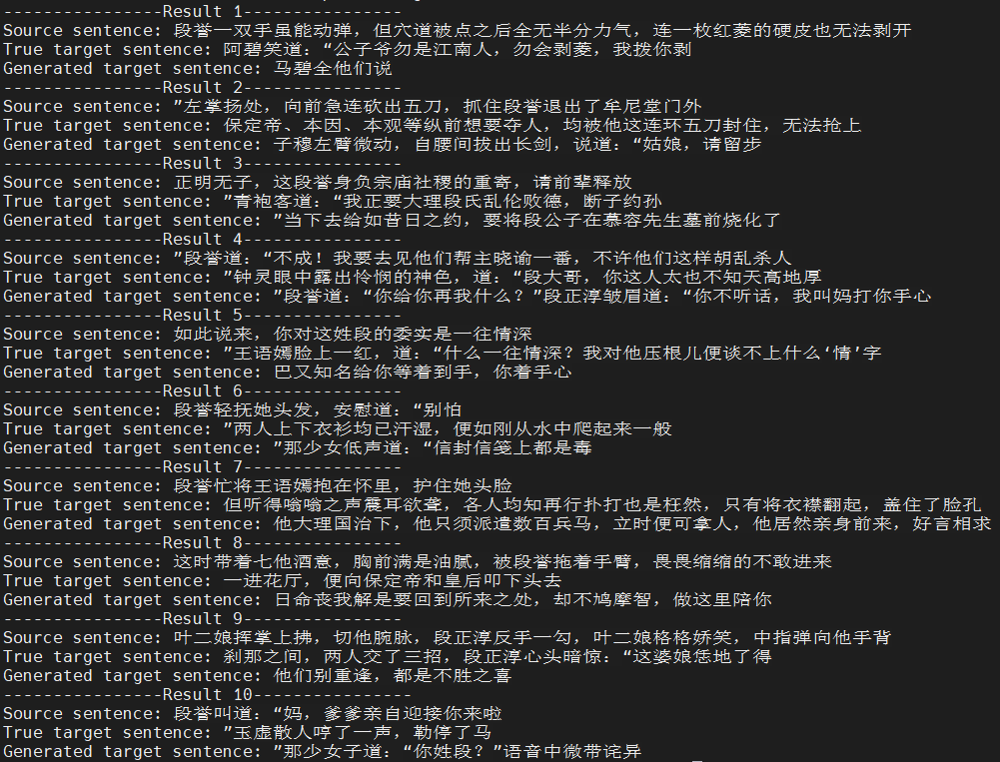 ----------------Result 1----------------
Source sentence: 段誉一双手虽能动弹，但穴道被点之后全无半分力气，连一枚红菱的硬皮也无法剥开
True target sentence: 阿碧笑道：“公子爷勿是江南人，勿会剥菱，我拨你剥
Generated target sentence: 马碧全他们说
----------------Result 2----------------
Source sentence: ”左掌扬处，向前急连砍出五刀，抓住段誉退出了牟尼堂门外
True target sentence: 保定帝、本因、本观等纵前想要夺人，均被他这连环五刀封住，无法抢上
Generated target sentence: 子穆左臂微动，自腰间拔出长剑，说道：“姑娘，请留步
----------------Result 3----------------
Source sentence: 正明无子，这段誉身负宗庙社稷的重寄，请前辈释放
True target sentence: ”青袍客道：“我正要大理段氏乱伦败德，断子约孙
Generated target sentence: ”当下去给如昔日之约，要将段公子在慕容先生墓前烧化了
----------------Result 4----------------
Source sentence: ”段誉道：“不成！我要去见他们帮主晓谕一番，不许他们这样胡乱杀人
True target sentence: ”钟灵眼中露出怜悯的神色，道：“段大哥，你这人太也不知天高地厚
Generated target sentence: ”段誉道：“你给你再我什么？”段正淳皱眉道：“你不听话，我叫妈打你手心
----------------Result 5----------------
Source sentence: 如此说来，你对这姓段的委实是一往情深
True target sentence: ”王语嫣脸上一红，道：“什么一往情深？我对他压根儿便谈不上什么‘情’字
Generated target sentence: 巴又知名给你等着到手，你着手心
----------------Result 6----------------
Source sentence: 段誉轻抚她头发，安慰道：“别怕
True target sentence: ”两人上下衣衫均已汗湿，便如刚从水中爬起来一般
Generated target sentence: ”那少女低声道：“信封信笺上都是毒
----------------Result 7----------------
Source sentence: 段誉忙将王语嫣抱在怀里，护住她头脸
True target sentence: 但听得嗡嗡之声震耳欲聋，各人均知再行扑打也是枉然，只有将衣襟翻起，盖住了脸孔
Generated target sentence: 他大理国治下，他只须派遣数百兵马，立时便可拿人，他居然亲身前来，好言相求
----------------Result 8----------------
Source sentence: 这时带着七他酒意，胸前满是油腻，被段誉拖着手臂，畏畏缩缩的不敢进来
True target sentence: 一进花厅，便向保定帝和皇后叩下头去
Generated target sentence: 日命丧我解是要回到所来之处，却不鸠摩智，做这里陪你
----------------Result 9----------------
Source sentence: 叶二娘挥掌上拂，切他腕脉，段正淳反手一勾，叶二娘格格娇笑，中指弹向他手背
True target sentence: 刹那之间，两人交了三招，段正淳心头暗惊：“这婆娘恁地了得
Generated target sentence: 他们别重逢，都是不胜之喜
----------------Result 10----------------
Source sentence: 段誉叫道：“妈，爹爹亲自迎接你来啦
True target sentence: ”玉虚散人哼了一声，勒停了马
Generated target sentence: ”那少女子道：“你姓段？”语音中微带诧异